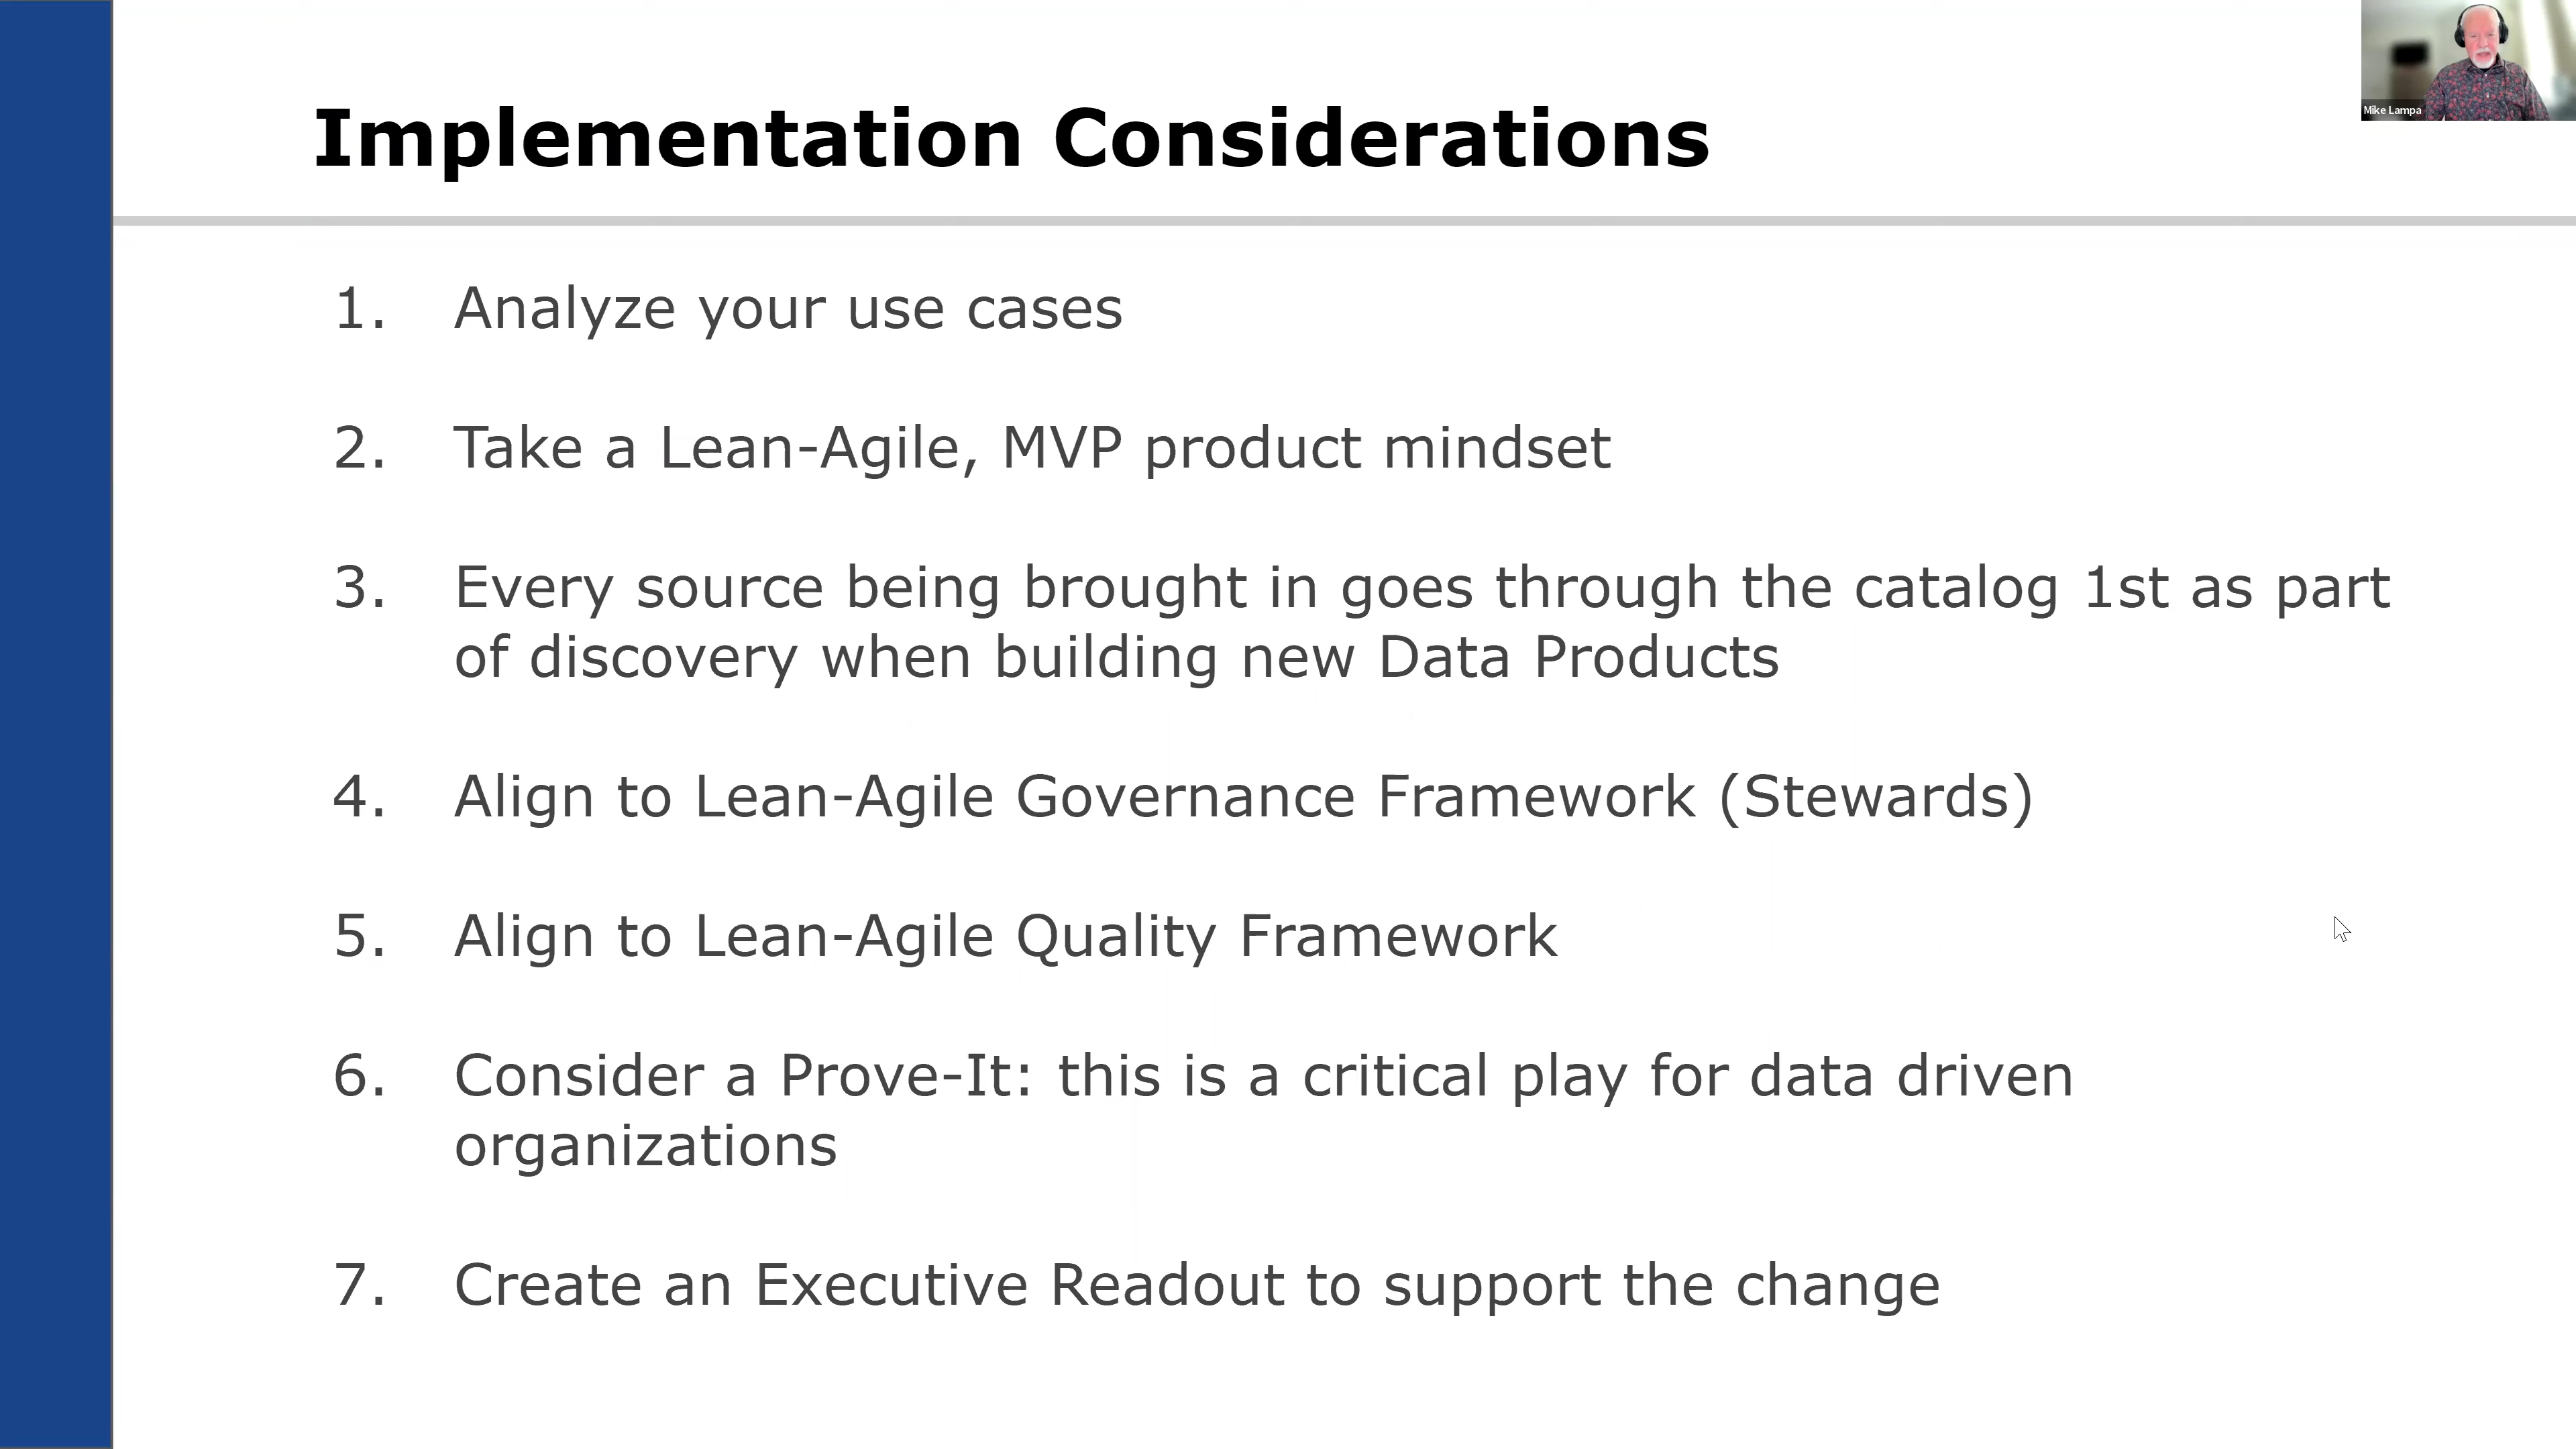 Implementation Considerations
Mike Lampa
1. Analyze your use cases
2. Take a Lean-Agile, MVP product mindset
3. Every source being brought in goes through the catalog 1st as part
of discovery when building new Data Products
4. Align to Lean-Agile Governance Framework (Stewards)
5. Align to Lean-Agile Quality Framework
6. Consider a Prove-It: this is a critical play for data driven
organizations
7. Create an Executive Readout to support the change